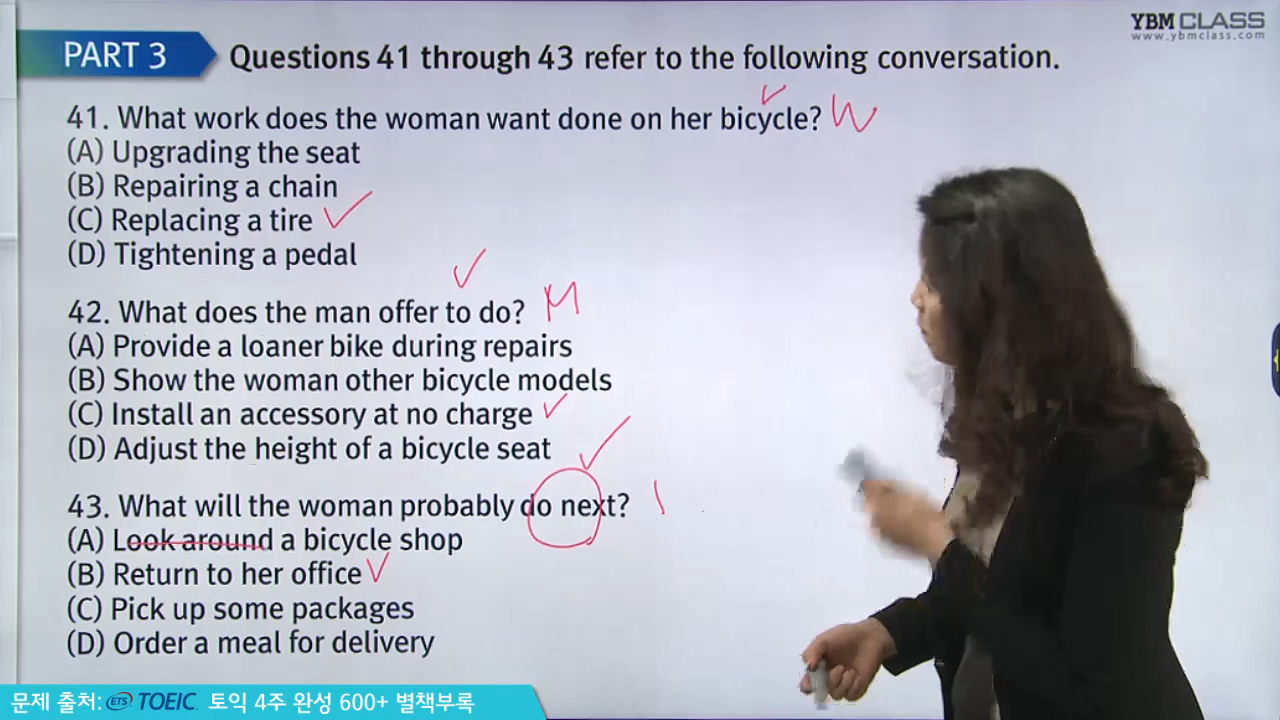 YBM CLASS
www.ybmclass.com
PART 3
Questions 41 through 43 refer to the following conversation.
41. What work does the woman want done on her bicycle? W
(A) Upgrading the seat
(B) Repairing a chain
(C) Replacing a tire
(D) Tightening a pedal
42. What does the man offer to do? M
(A) Provide a loaner bike during repairs
(B) Show the woman other bicycle models
(C) Install an accessory at no charge
(D) Adjust the height of a bicycle seat
43. What will the woman probably do next?
(A) Look around a bicycle shop
(B) Return to her office
(C) Pick up some packages
(D) Order a meal for delivery
문제 출처: ETS TOEIC 토익 4주 완성 600+ 별책부록